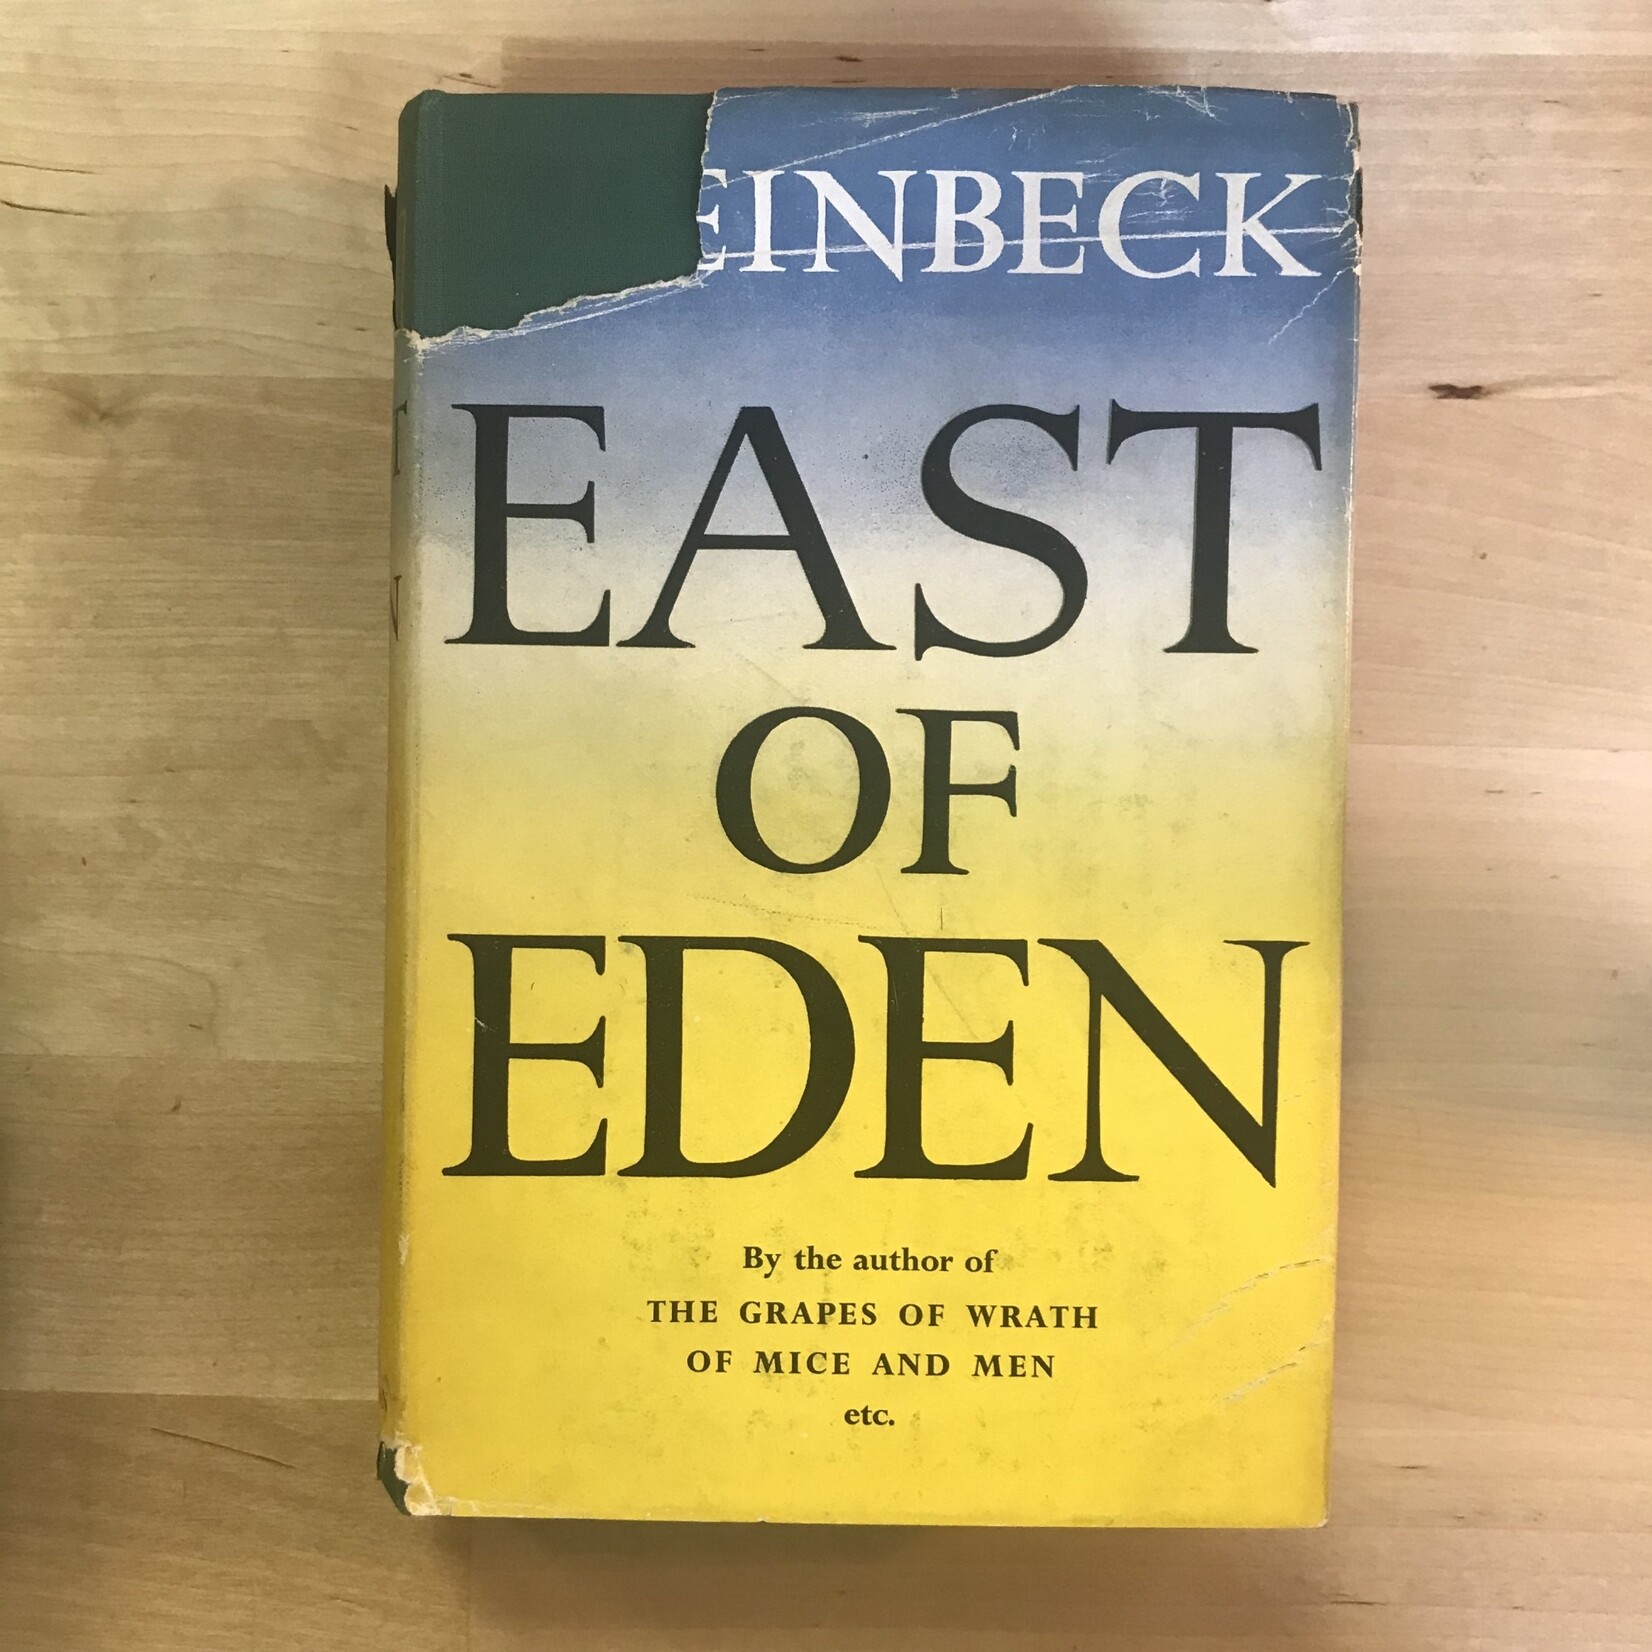 EINBECK
EAST
OF
EDEN
By the author of
THE GRAPES OF WRATH
OF MICE AND MEN
etc.